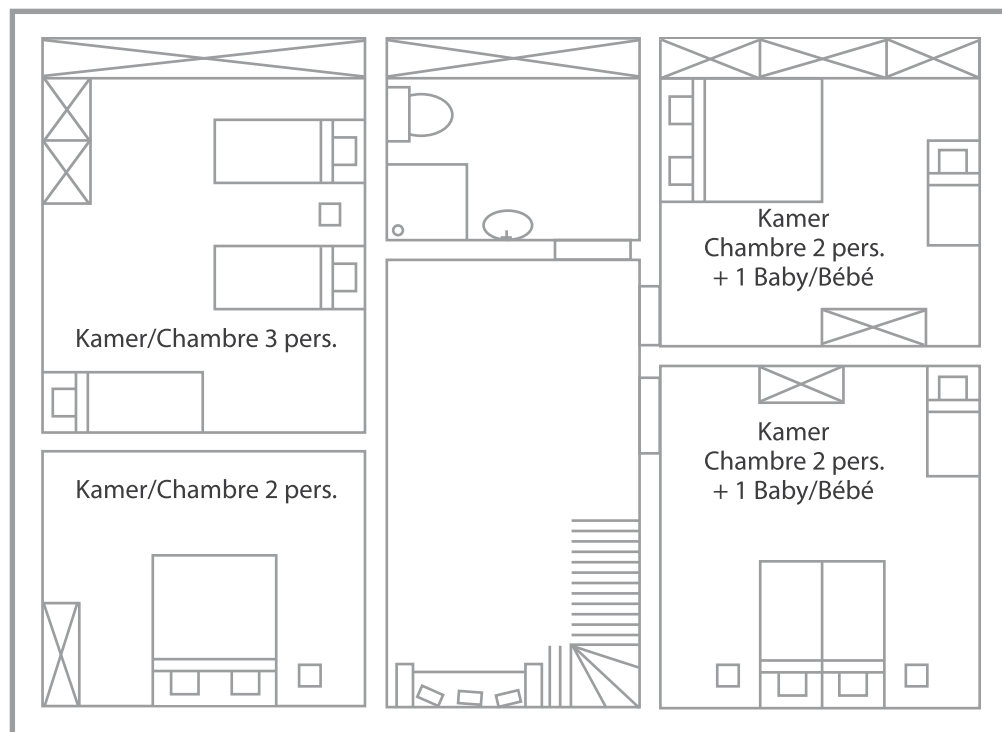 Kamer/Chambre 3 pers.
Kamer/Chambre 2 pers.
Kamer
Chambre 2 pers.
+ 1 Baby/Bébé
Kamer
Chambre 2 pers.
+ 1 Baby/Bébé